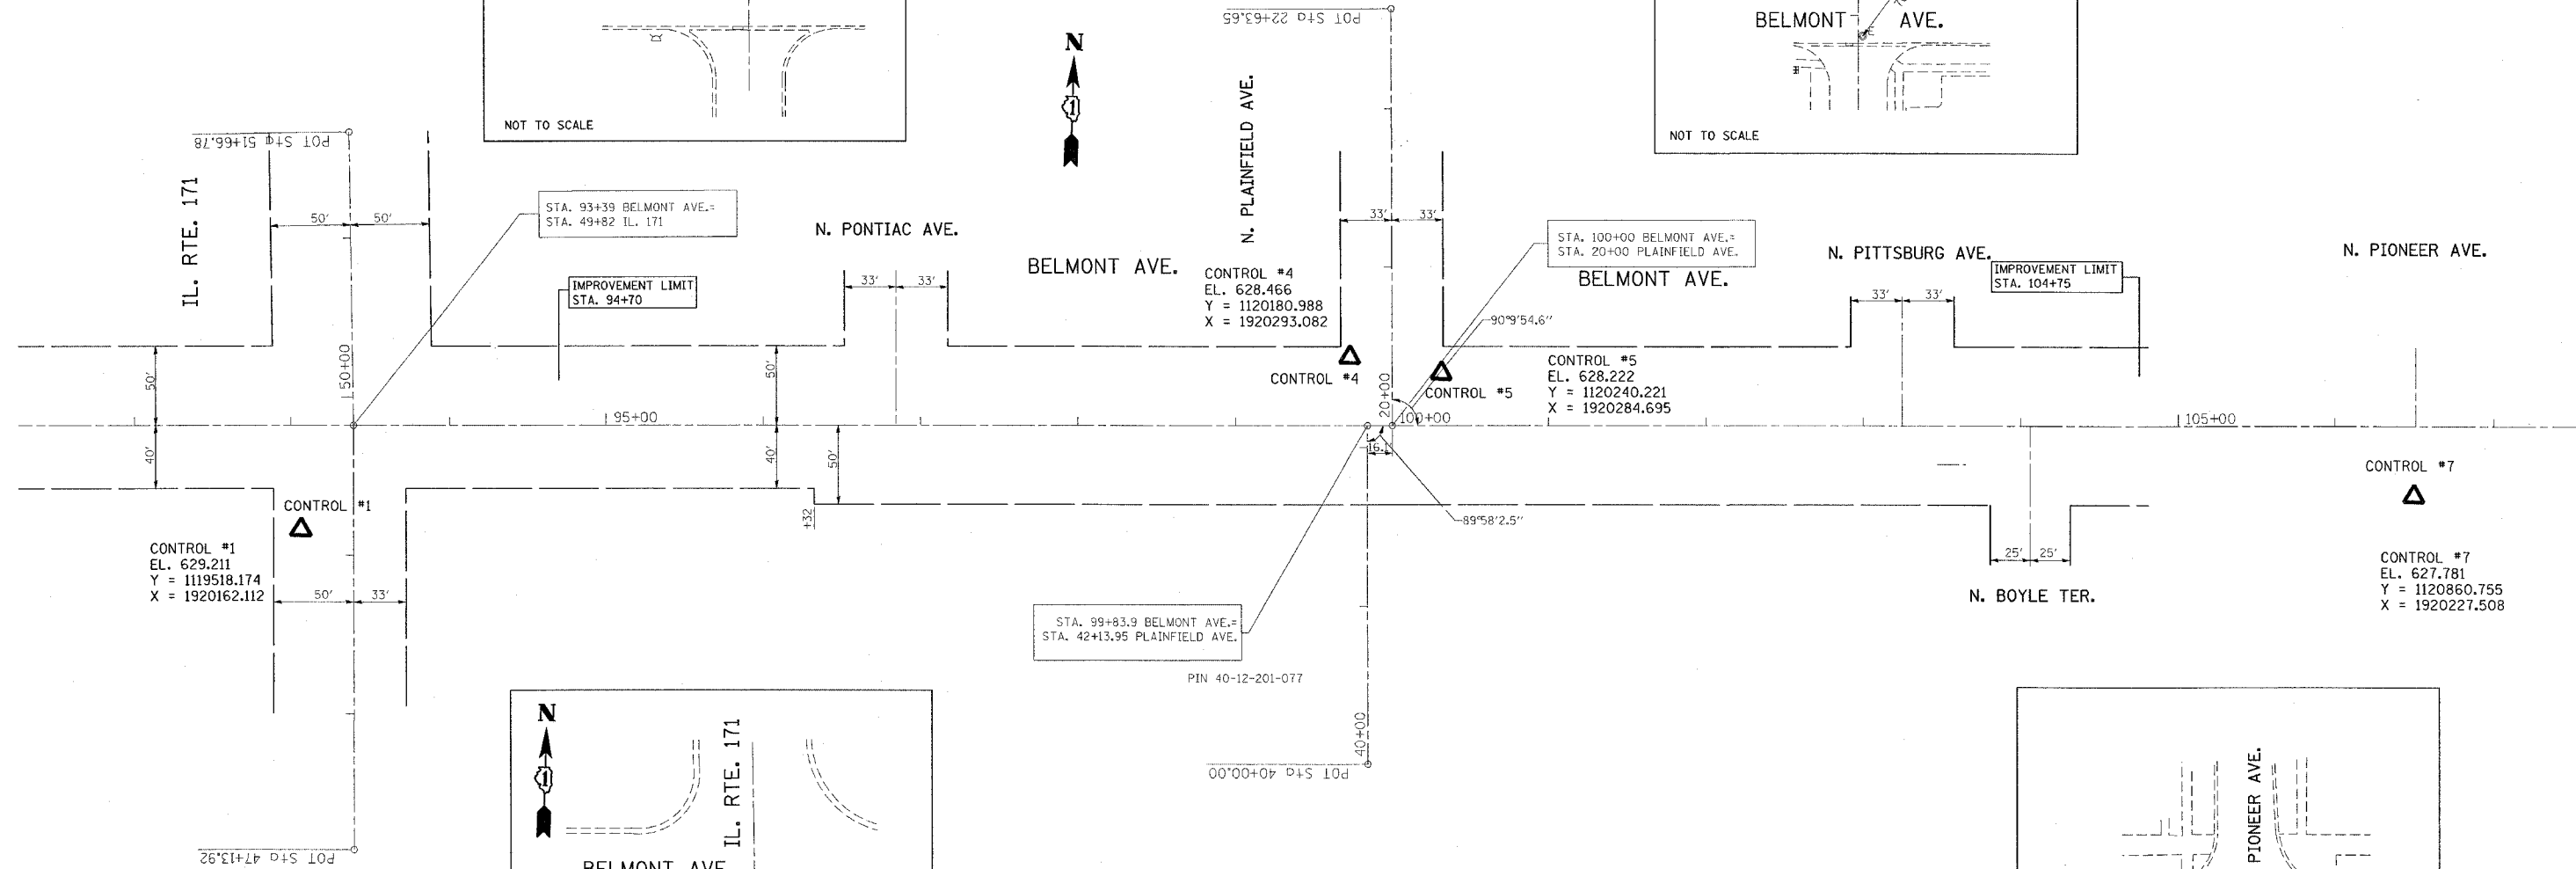 NOT TO SCALE
N
1
POT Sta 22+63.65
N. PLAINFIELD AVE.
BELMONT AVE.
NOT TO SCALE
POT Sta 51+66.78
IL. RTE. 171
50' 50'
STA. 93+39 BELMONT AVE.=
STA. 49+82 IL. 171
IMPROVEMENT LIMIT
STA. 94+70
N. PONTIAC AVE.
33' 33'
BELMONT AVE.
CONTROL #4
EL. 628.466
Y = 1120180.988
X = 1920293.082
33' 33'
STA. 100+00 BELMONT AVE.=
STA. 20+00 PLAINFIELD AVE.
BELMONT AVE.
90°9'54.6"
N. PITTSBURG AVE.
33' 33'
IMPROVEMENT LIMIT
STA. 104+75
N. PIONEER AVE.
50'
50+00
50'
CONTROL #4
CONTROL #5
CONTROL #5
EL. 628.222
Y = 1120240.221
X = 1920284.695
20+00
95+00
100+00
105+00
40'
40'
50'
16.1'
+32
89°58'2.5"
CONTROL #1
CONTROL #1
EL. 629.211
Y = 1119518.174
X = 1920162.112
50' 33'
CONTROL #7
CONTROL #7
EL. 627.781
Y = 1120860.755
X = 1920227.508
25' 25'
N. BOYLE TER.
STA. 99+83.9 BELMONT AVE.=
STA. 42+13.95 PLAINFIELD AVE.
PIN 40-12-201-077
40+00
POT Sta 40+00.00
POT Sta 47+13.92
N
1
IL. RTE. 171
BELMONT AVE
PIONEER AVE.